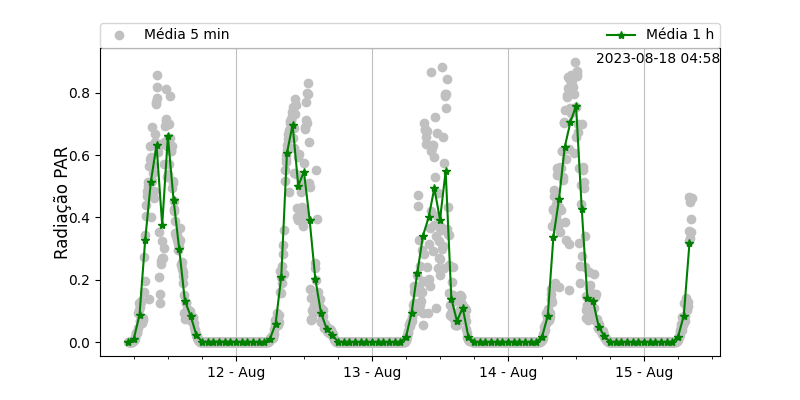 Média 5 min
Média 1 h
2023-08-18 04:58
Radiação PAR
0.8
0.6
0.4
0.2
0.0
12 - Aug
13 - Aug
14 - Aug
15 - Aug